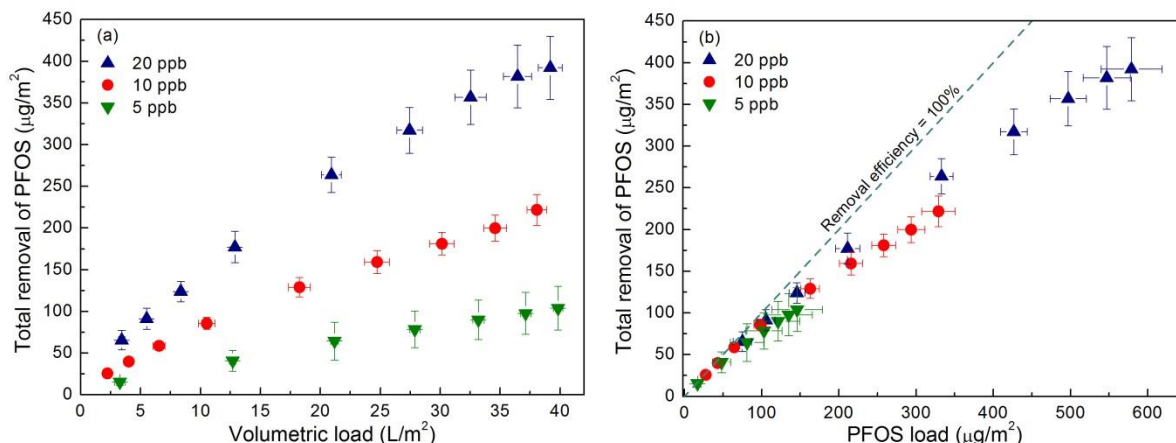 (a)
20 ppb
10 ppb
5 ppb
Total removal of PFOS (μg/m²)
450
400
350
300
250
200
150
100
50
0
0 5 10 15 20 25 30 35 40
Volumetric load (L/m²)
(b)
20 ppb
10 ppb
5 ppb
Removal efficiency = 100%
Total removal of PFOS (μg/m²)
450
400
350
300
250
200
150
100
50
0
0 100 200 300 400 500 600
PFOS load (μg/m²)